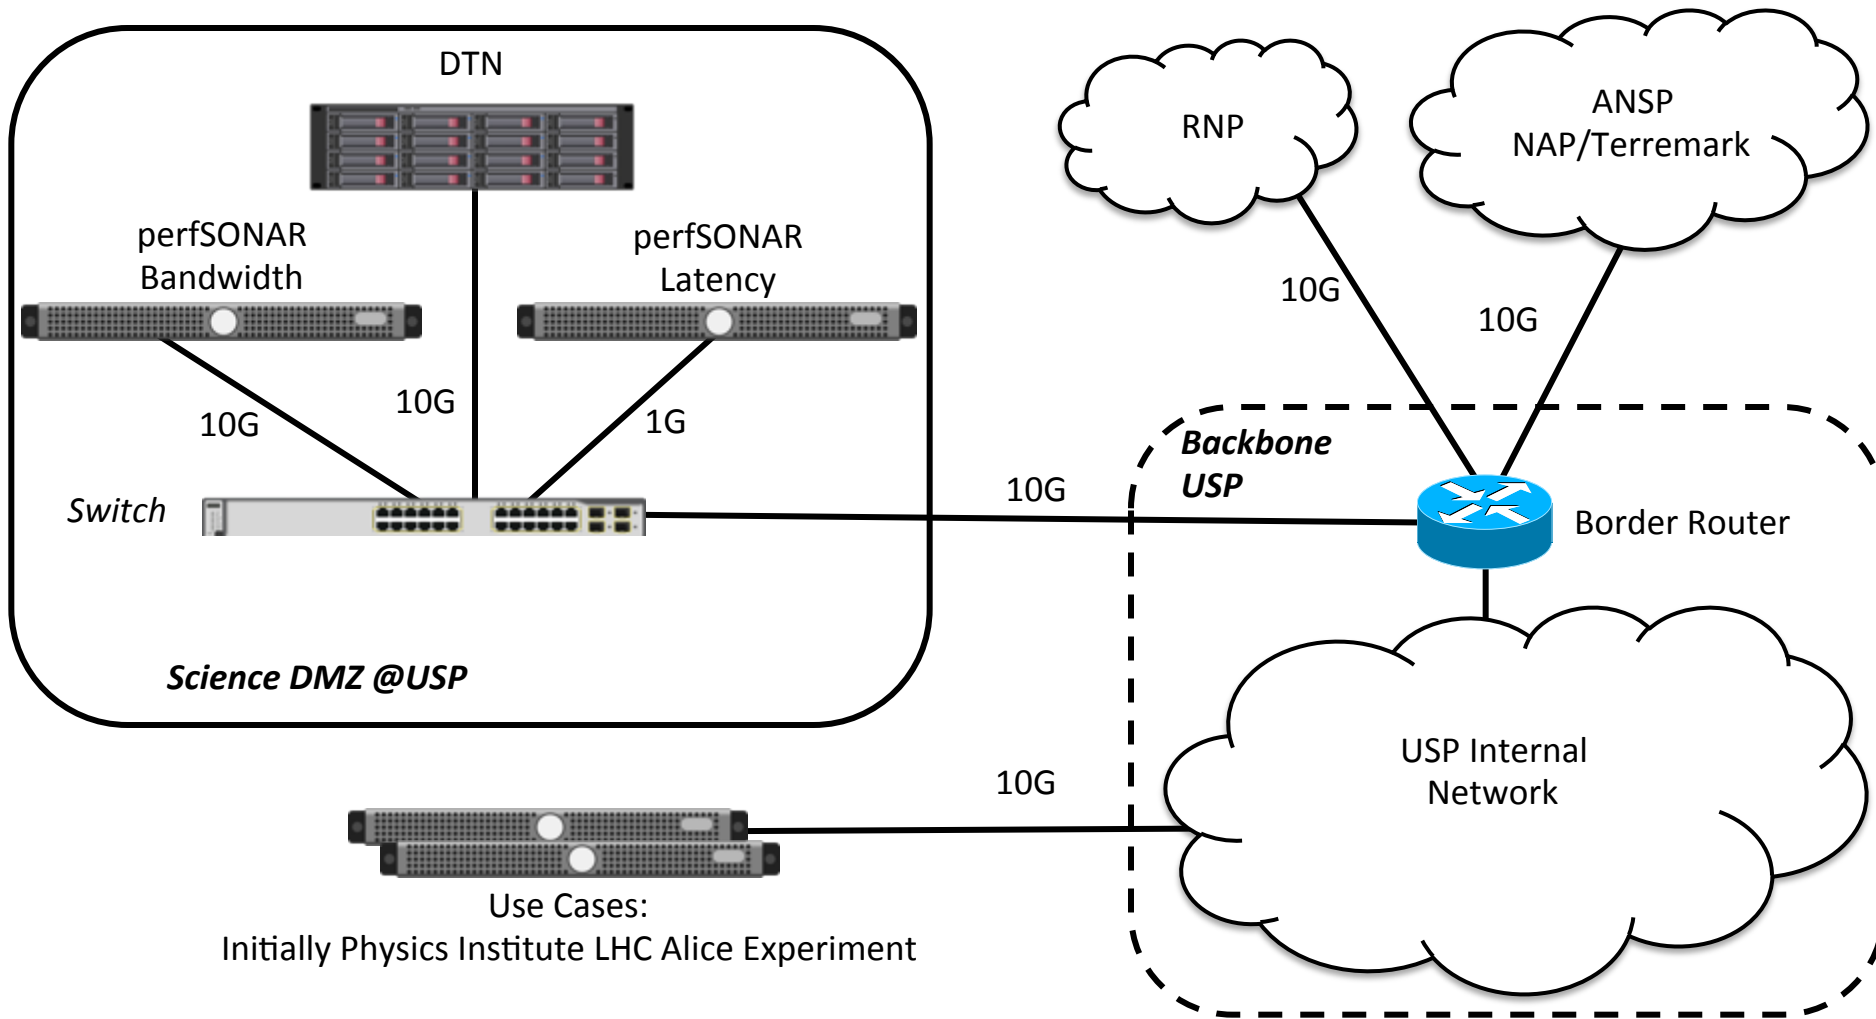 DTN
perfSONAR
Bandwidth
perfSONAR
Latency
10G
10G
1G
Switch
Science DMZ @USP
RNP
ANSP
NAP/Terremark
10G
10G
Backbone
USP
10G
Border Router
USP Internal
Network
10G
Use Cases:
Initially Physics Institute LHC Alice Experiment